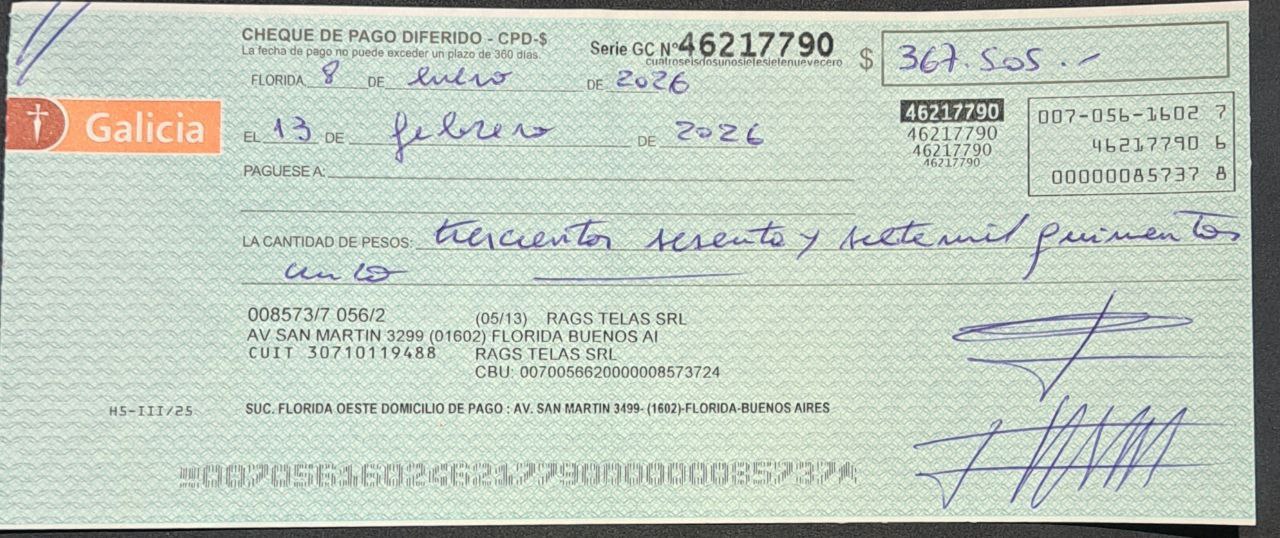 CHEQUE DE PAGO DIFERIDO - CPD-$
La fecha de pago no puede exceder un plazo de 360 días.
Serie GC Nº46217790
cuatroseisdosunosietesietenuevecero
$ 367.505.-
FLORIDA 8 DE enero DE 2026
Galicia
EL 13 DE febrero DE 2026
46217790
46217790
46217790
46217790
007-056-1602 7
46217790 6
00000085737 8
PAGUESE A:
LA CANTIDAD DE PESOS: trescientos sesenta y siete mil quinientos
cinco
008573/7 056/2 (05/13) RAGS TELAS SRL
AV SAN MARTIN 3299 (01602) FLORIDA BUENOS AI
CUIT 30710119488 RAGS TELAS SRL
CBU: 0070056620000008573724
HS-III/25
SUC. FLORIDA OESTE DOMICILIO DE PAGO : AV. SAN MARTIN 3499- (1602)-FLORIDA-BUENOS AIRES